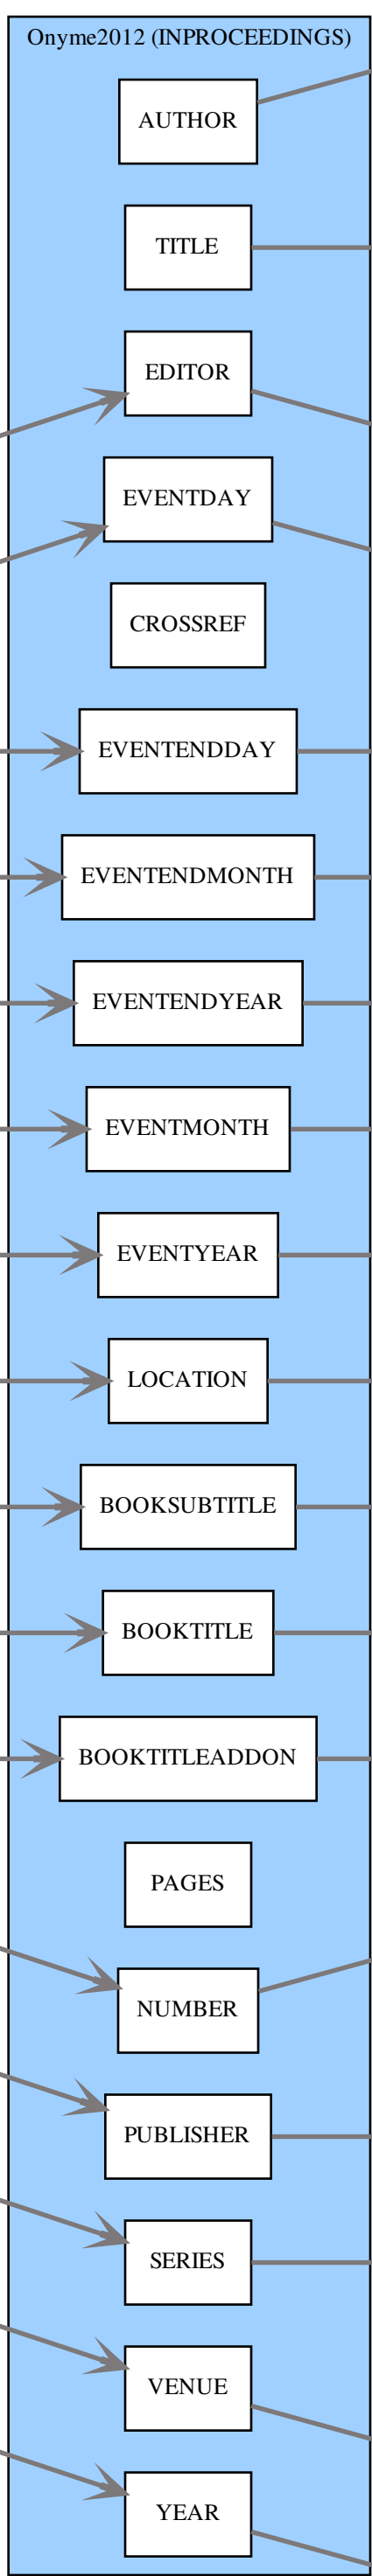 Onyme2012 (INPROCEEDINGS)
AUTHOR
TITLE
EDITOR
EVENTDAY
CROSSREF
EVENTENDDAY
EVENTENDMONTH
EVENTENDYEAR
EVENTMONTH
EVENTYEAR
LOCATION
BOOKSUBTITLE
BOOKTITLE
BOOKTITLEADDON
PAGES
NUMBER
PUBLISHER
SERIES
VENUE
YEAR